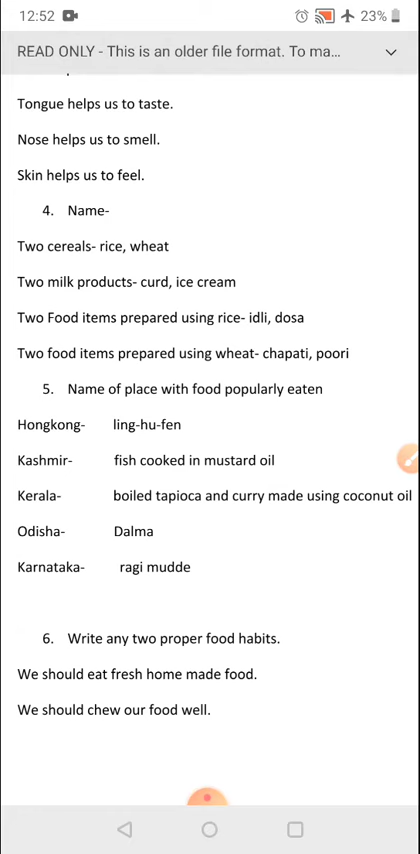 12:52 23%
READ ONLY - This is an older file format. To ma...
Tongue helps us to taste.
Nose helps us to smell.
Skin helps us to feel.
4. Name-
Two cereals- rice, wheat
Two milk products- curd, ice cream
Two Food items prepared using rice- idli, dosa
Two food items prepared using wheat- chapati, poori
5. Name of place with food popularly eaten
Hongkong- ling-hu-fen
Kashmir- fish cooked in mustard oil
Kerala- boiled tapioca and curry made using coconut oil
Odisha- Dalma
Karnataka- ragi mudde
6. Write any two proper food habits.
We should eat fresh home made food.
We should chew our food well.